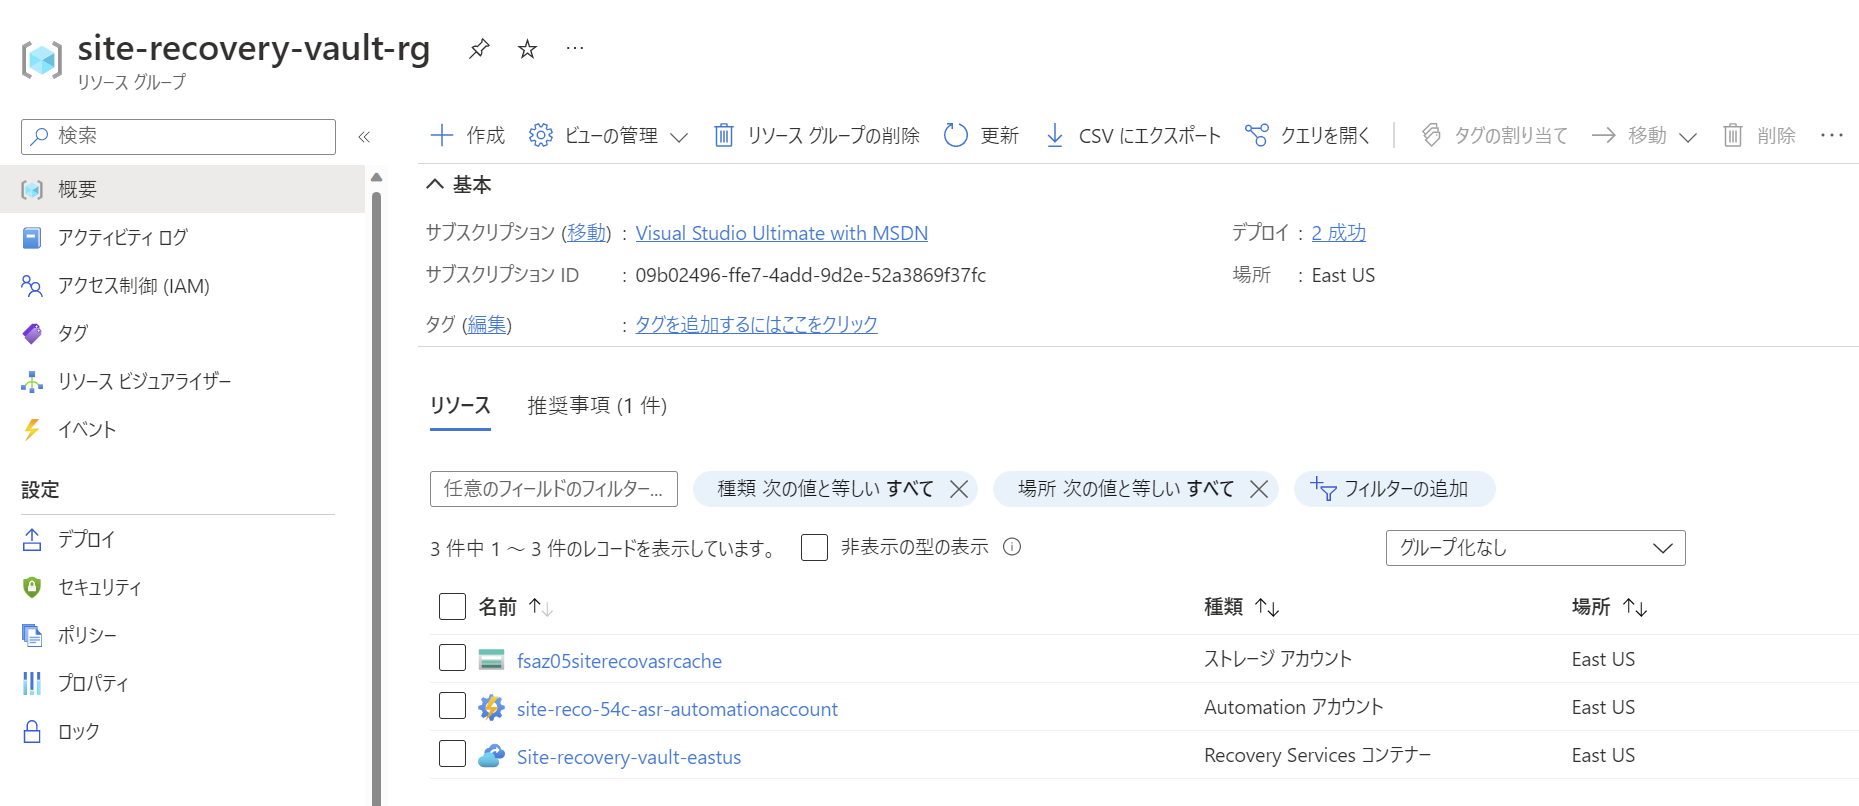 site-recovery-vault-rg
リソース グループ
検索
作成 ビューの管理 リソース グループの削除 更新 CSV にエクスポート クエリを開く タグの割り当て 移動 削除
概要
アクティビティ ログ
アクセス制御 (IAM)
タグ
リソース ビジュアライザー
イベント
設定
デプロイ
セキュリティ
ポリシー
プロパティ
ロック
基本
サブスクリプション (移動) : Visual Studio Ultimate with MSDN
デプロイ : 2 成功
サブスクリプション ID : 09b02496-ffe7-4add-9d2e-52a3869f37fc
場所 : East US
タグ (編集) : タグを追加するにはここをクリック
リソース 推奨事項 (1 件)
任意のフィールドのフィルター... 種類 次の値と等しい すべて 場所 次の値と等しい すべて フィルターの追加
3 件中 1 ～ 3 件のレコードを表示しています。 非表示の型の表示 グループ化なし
名前 種類 場所
fsaz05siterecovasrcache ストレージ アカウント East US
site-reco-54c-asr-automationaccount Automation アカウント East US
Site-recovery-vault-eastus Recovery Services コンテナー East US